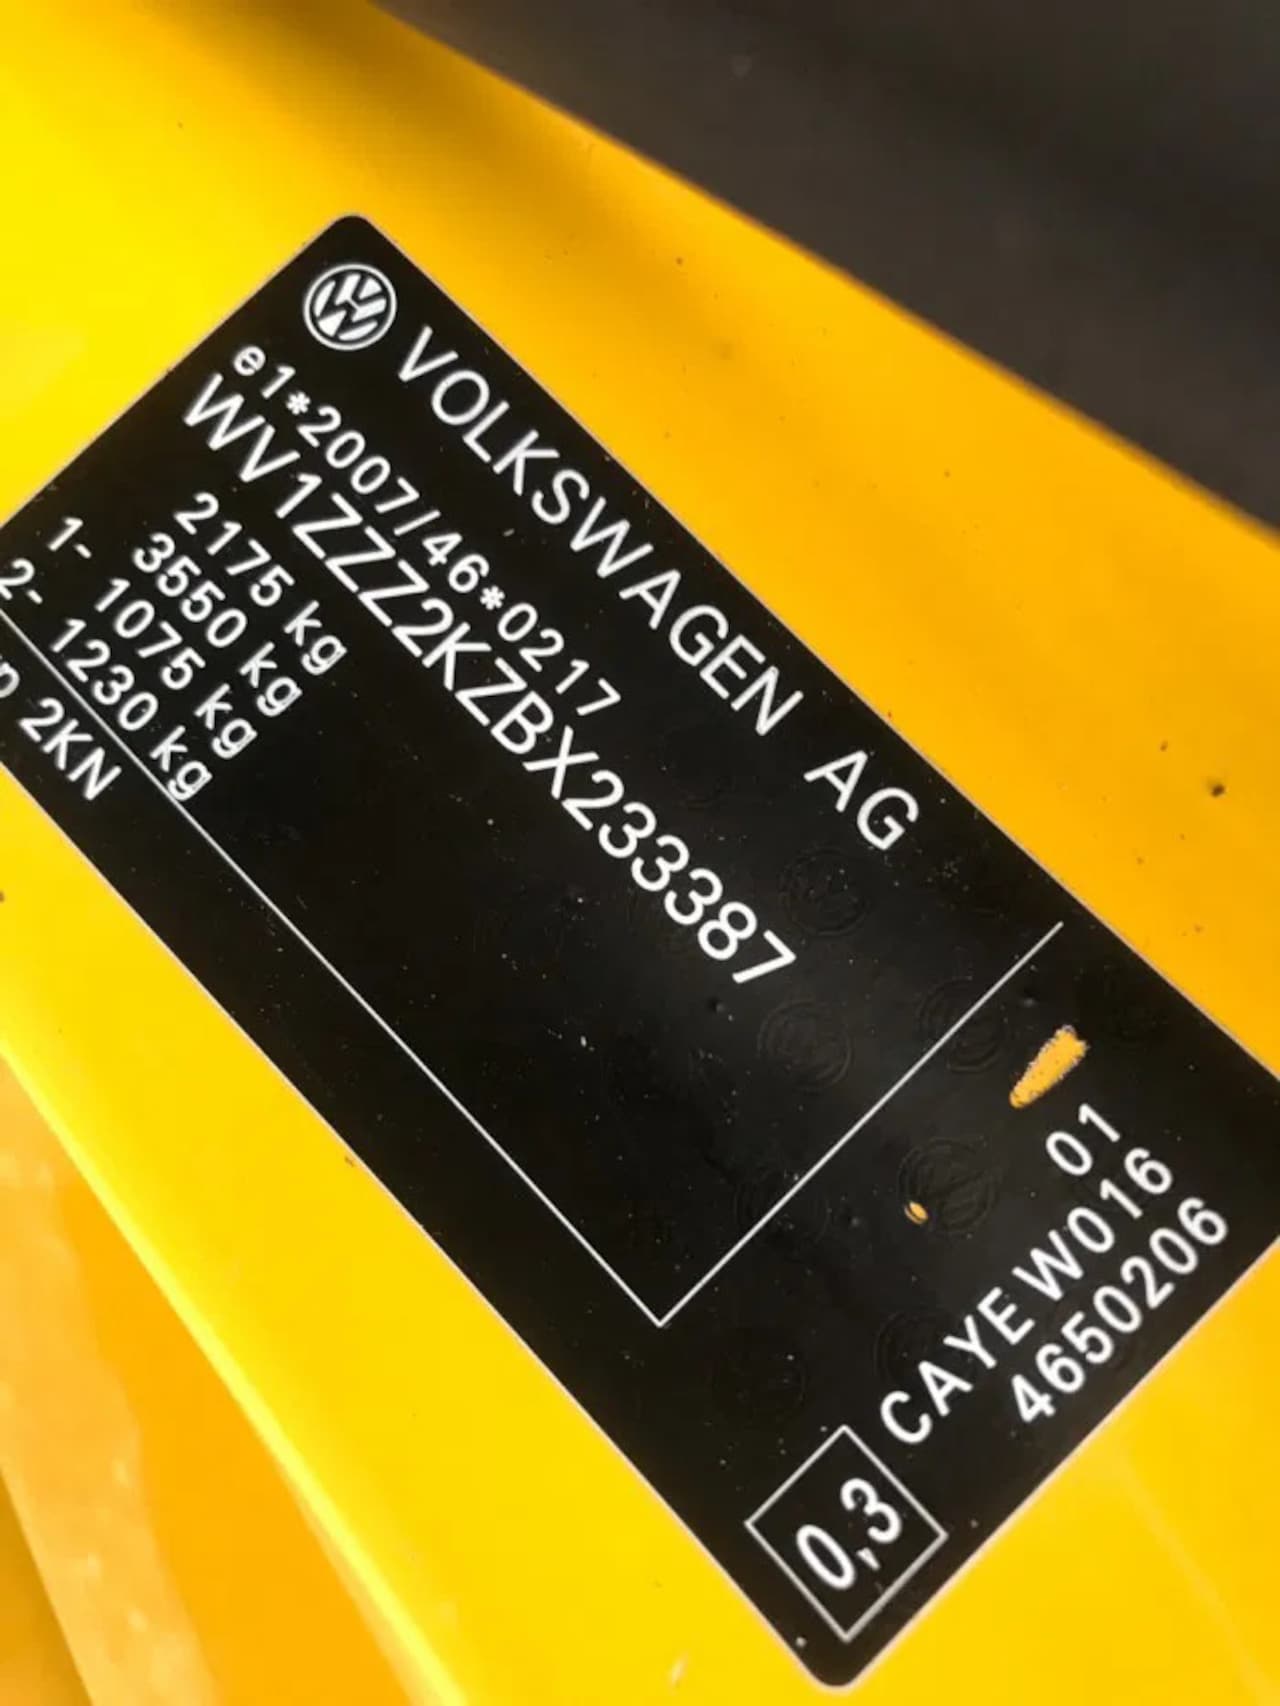 VOLKSWAGEN AG
e1*2007/46*0217
WV1ZZZ2KZBX233387
2175 kg
3550 kg
1- 1075 kg
2- 1230 kg
2KN
01
CAYE W016
4650206
0,3